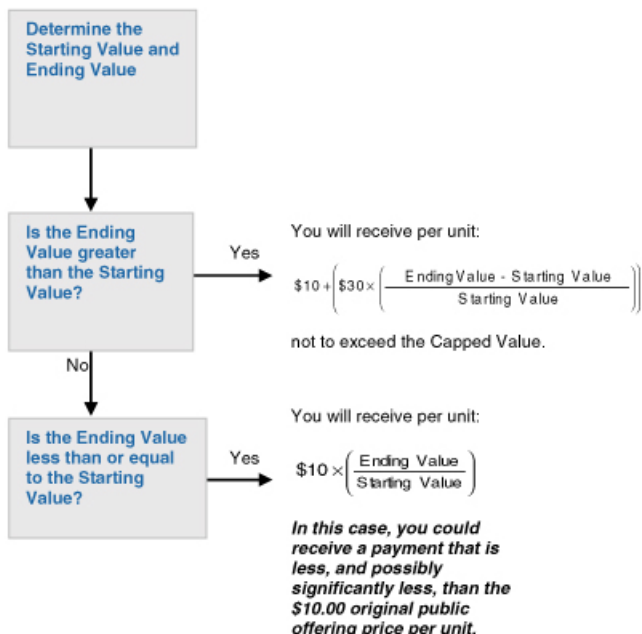 Determine the
Starting Value and
Ending Value
Is the Ending
Value greater
than the Starting
Value?
Yes
You will receive per unit:
$10 + ( $30 × ( Ending Value - Starting Value / Starting Value ) )
not to exceed the Capped Value.
No
Is the Ending Value
less than or equal
to the Starting
Value?
Yes
You will receive per unit:
$10 × ( Ending Value / Starting Value )
In this case, you could
receive a payment that is
less, and possibly
significantly less, than the
$10.00 original public
offering price per unit.